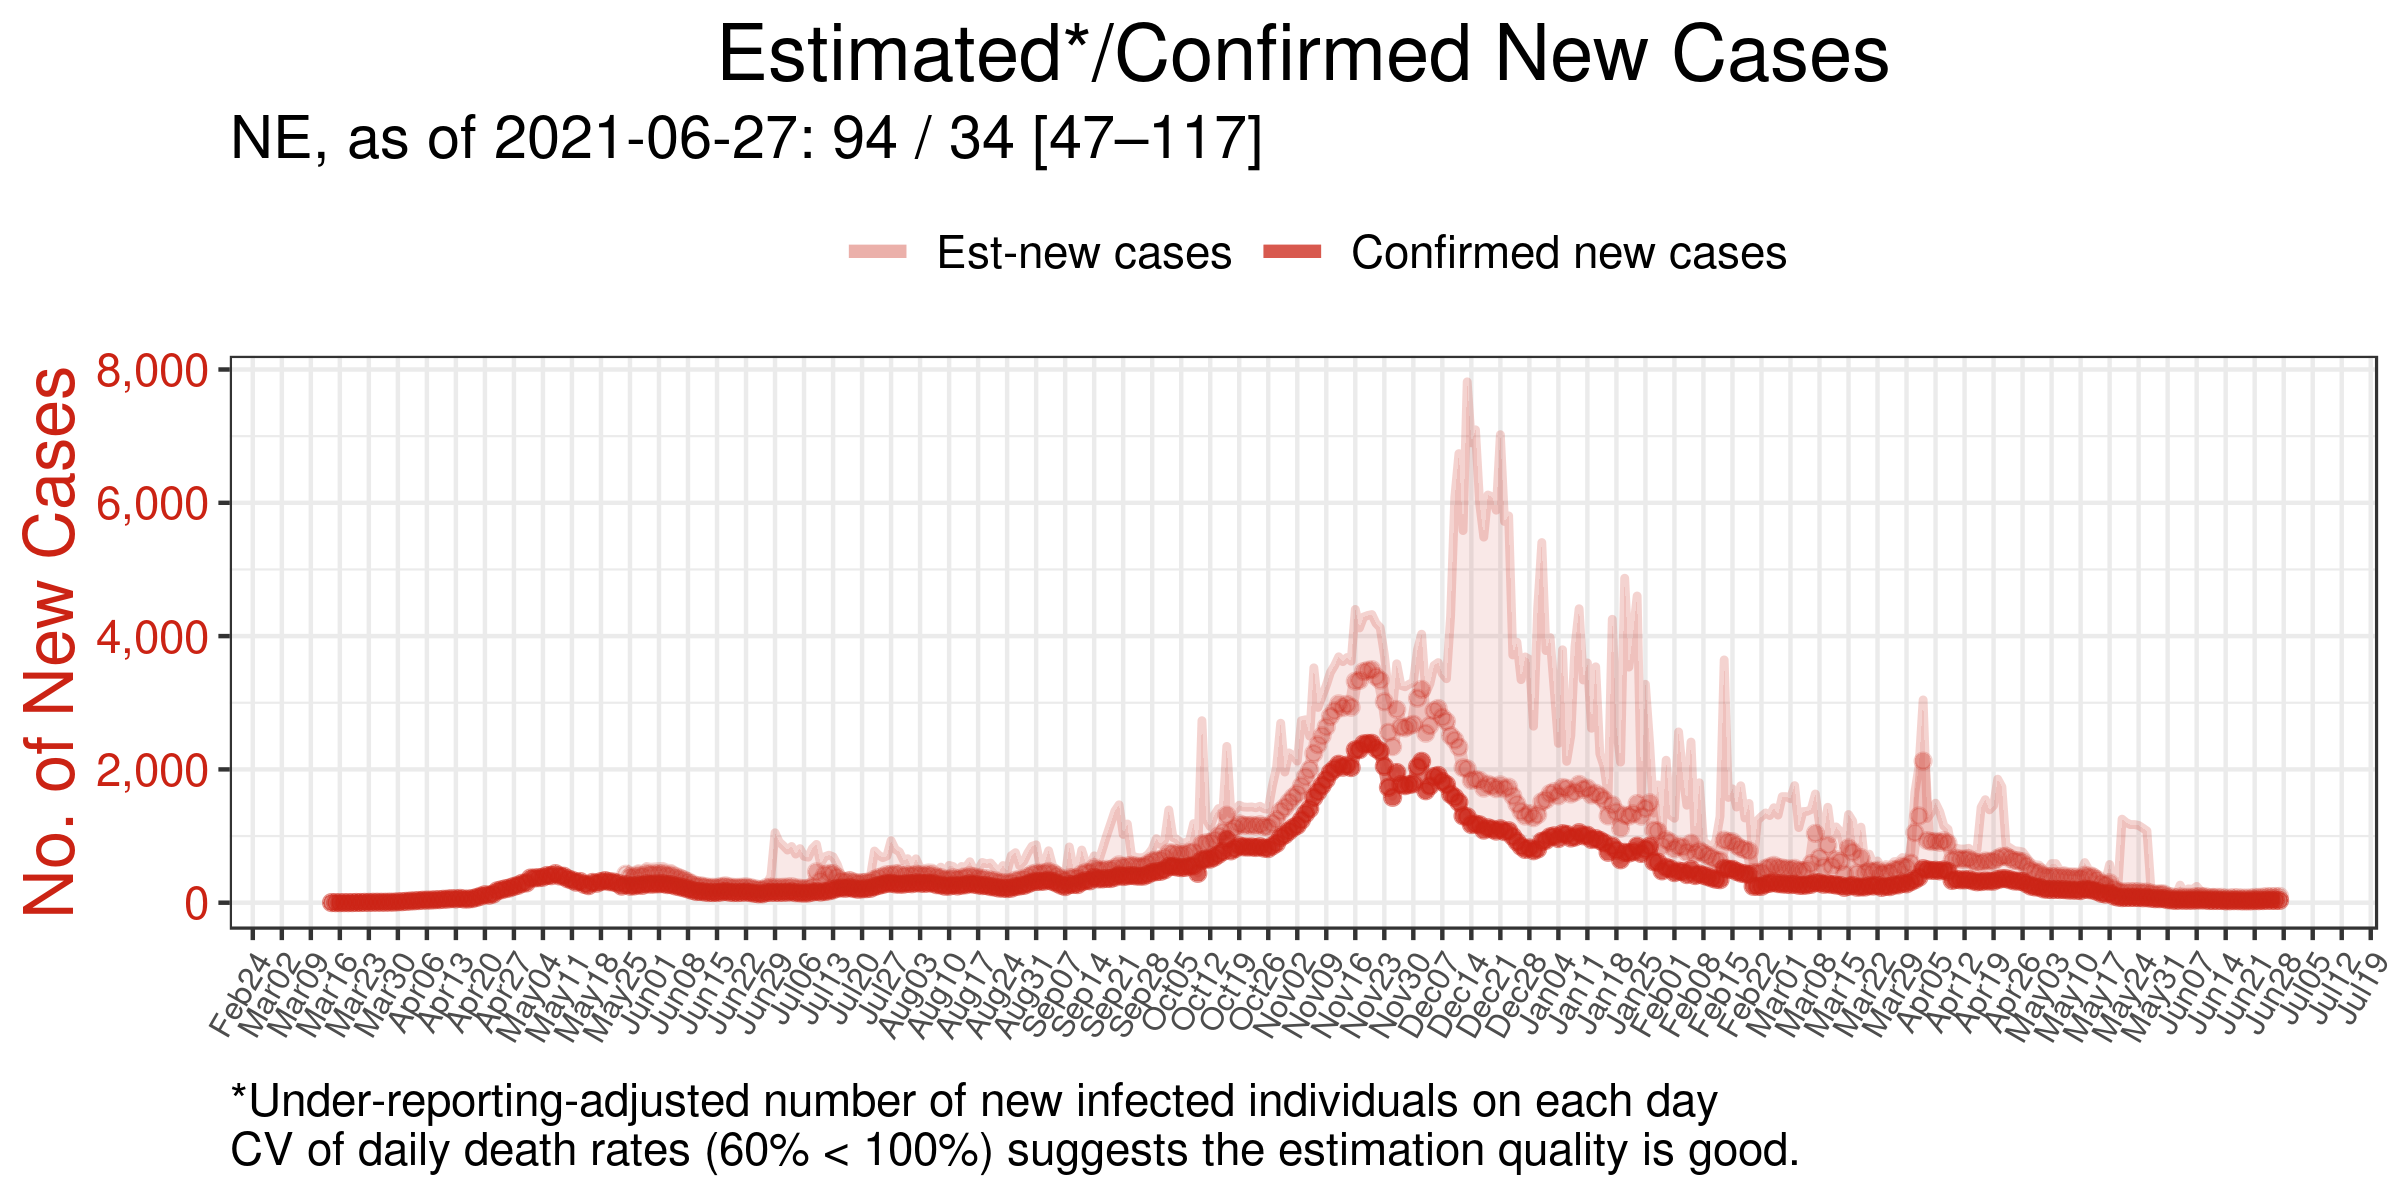 Estimated*/Confirmed New Cases
NE, as of 2021-06-27: 94 / 34 [47–117]
Est-new cases
Confirmed new cases
No. of New Cases
8,000
6,000
4,000
2,000
0
Feb24
Mar02
Mar09
Mar16
Mar23
Mar30
Apr06
Apr13
Apr20
Apr27
May04
May11
May18
May25
Jun01
Jun08
Jun15
Jun22
Jun29
Jul06
Jul13
Jul20
Jul27
Aug03
Aug10
Aug17
Aug24
Aug31
Sep07
Sep14
Sep21
Sep28
Oct05
Oct12
Oct19
Oct26
Nov02
Nov09
Nov16
Nov23
Nov30
Dec07
Dec14
Dec21
Dec28
Jan04
Jan11
Jan18
Jan25
Feb01
Feb08
Feb15
Feb22
Mar01
Mar08
Mar15
Mar22
Mar29
Apr05
Apr12
Apr19
Apr26
May03
May10
May17
May24
May31
Jun07
Jun14
Jun21
Jun28
Jul05
Jul12
Jul19
*Under-reporting-adjusted number of new infected individuals on each day
CV of daily death rates (60% < 100%) suggests the estimation quality is good.